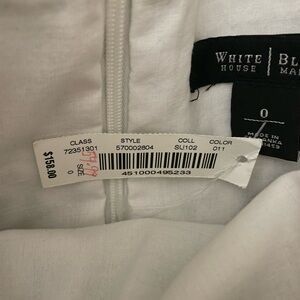 WHITE | BL
HOUSE | MA
0
MADE IN
CLASS STYLE COLL COLOR
72351301 570002804 SU102 011
$158.00
SIZE
0
451000495233